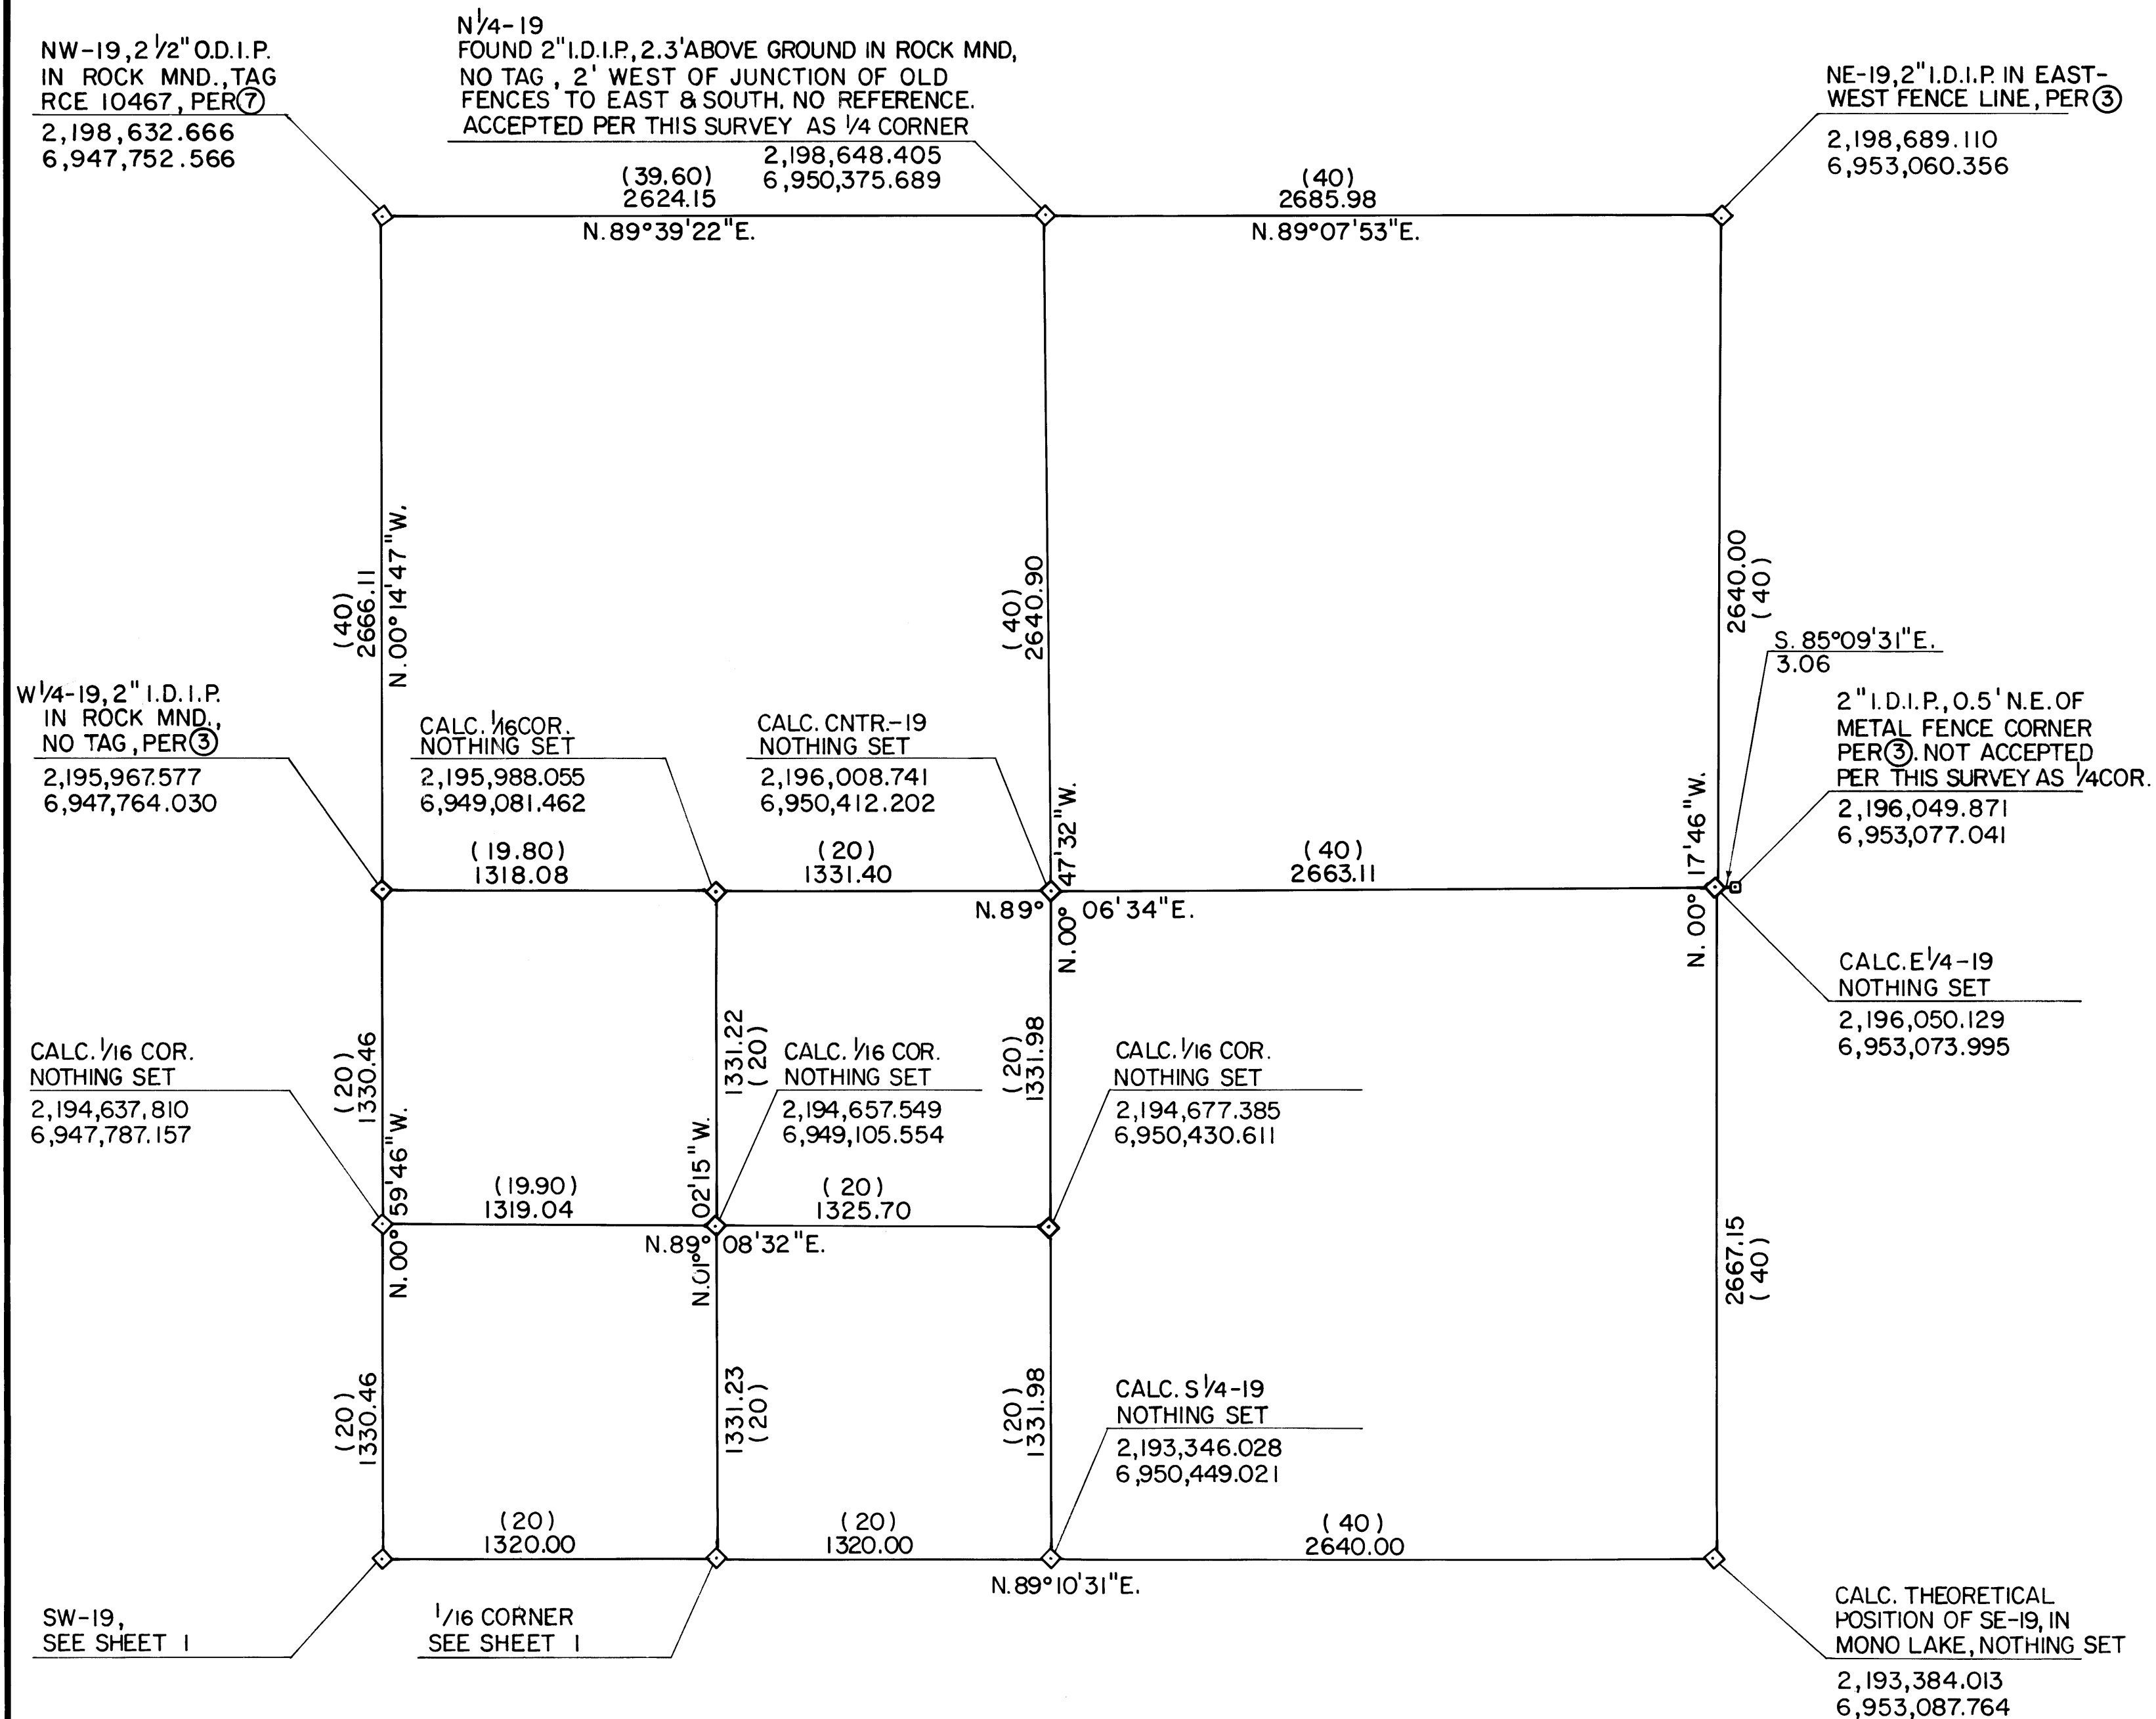 NW-19, 2 1/2" O.D.I.P.
IN ROCK MND., TAG
RCE 10467, PER ⑦
2,198,632.666
6,947,752.566
N 1/4-19
FOUND 2" I.D.I.P., 2.3' ABOVE GROUND IN ROCK MND,
NO TAG, 2' WEST OF JUNCTION OF OLD
FENCES TO EAST & SOUTH. NO REFERENCE.
ACCEPTED PER THIS SURVEY AS 1/4 CORNER
2,198,648.405
6,950,375.689
NE-19, 2" I.D.I.P. IN EAST-
WEST FENCE LINE, PER ③
2,198,689.110
6,953,060.356
(39.60)
2624.15
N.89°39'22"E.
(40)
2685.98
N.89°07'53"E.
(40)
2666.11
N.00°14'47"W.
(40)
2640.90
2640.00
(40)
S. 85°09'31"E.
3.06
2" I.D.I.P., 0.5' N.E. OF
METAL FENCE CORNER
PER ③. NOT ACCEPTED
PER THIS SURVEY AS 1/4 COR.
2,196,049.871
6,953,077.041
W 1/4-19, 2" I.D.I.P.
IN ROCK MND.,
NO TAG, PER ③
2,195,967.577
6,947,764.030
CALC. 1/16 COR.
NOTHING SET
2,195,988.055
6,949,081.462
CALC. CNTR.-19
NOTHING SET
2,196,008.741
6,950,412.202
(19.80)
1318.08
(20)
1331.40
N.00° 47'32"W.
(40)
2663.11
N.89° 06'34"E.
N. 00° 17'46"W.
CALC. E 1/4-19
NOTHING SET
2,196,050.129
6,953,073.995
CALC. 1/16 COR.
NOTHING SET
2,194,637.810
6,947,787.157
(20)
1330.46
1331.22
(20)
CALC. 1/16 COR.
NOTHING SET
2,194,657.549
6,949,105.554
(20)
1331.98
CALC. 1/16 COR.
NOTHING SET
2,194,677.385
6,950,430.611
N.00° 59'46"W.
(19.90)
1319.04
N.01° 02'15"W.
(20)
1325.70
N.89° 08'32"E.
2667.15
(40)
(20)
1330.46
1331.23
(20)
(20)
1331.98
CALC. S 1/4-19
NOTHING SET
2,193,346.028
6,950,449.021
(20)
1320.00
(20)
1320.00
(40)
2640.00
N.89°10'31"E.
SW-19,
SEE SHEET 1
1/16 CORNER
SEE SHEET 1
CALC. THEORETICAL
POSITION OF SE-19, IN
MONO LAKE, NOTHING SET
2,193,384.013
6,953,087.764